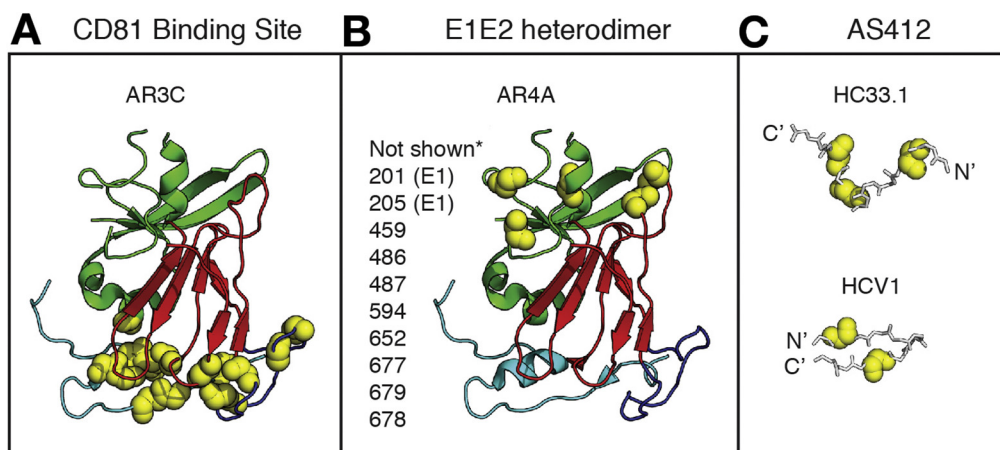 A CD81 Binding Site
AR3C
B E1E2 heterodimer
AR4A
Not shown*
201 (E1)
205 (E1)
459
486
487
594
652
677
679
678
C AS412
HC33.1
C'
N'
HCV1
N'
C'